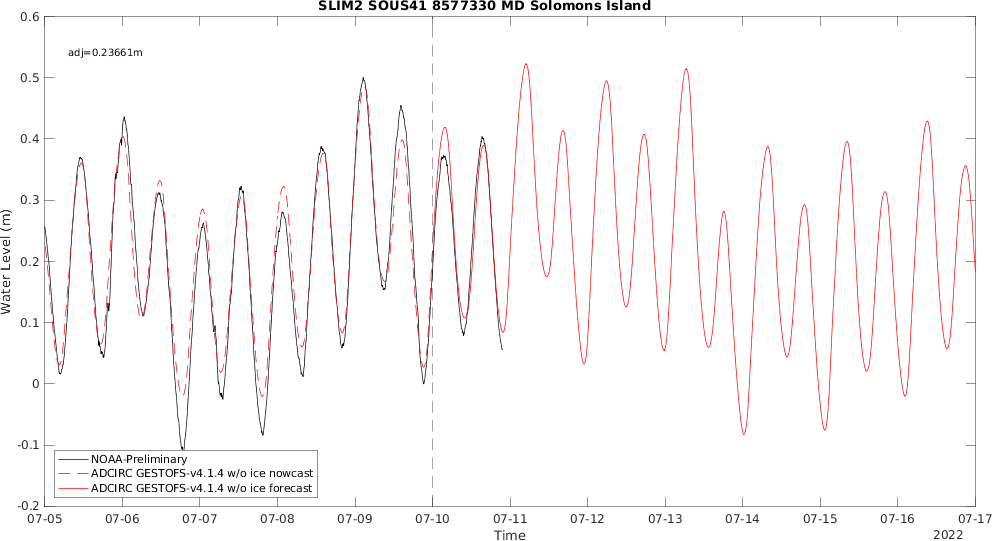 SLIM2 SOUS41 8577330 MD Solomons Island
adj=0.23661m
Water Level (m)
0.6
0.5
0.4
0.3
0.2
0.1
0
-0.1
-0.2
NOAA-Preliminary
ADCIRC GESTOFS-v4.1.4 w/o ice nowcast
ADCIRC GESTOFS-v4.1.4 w/o ice forecast
07-05 07-06 07-07 07-08 07-09 07-10 07-11 07-12 07-13 07-14 07-15 07-16 07-17
Time
2022